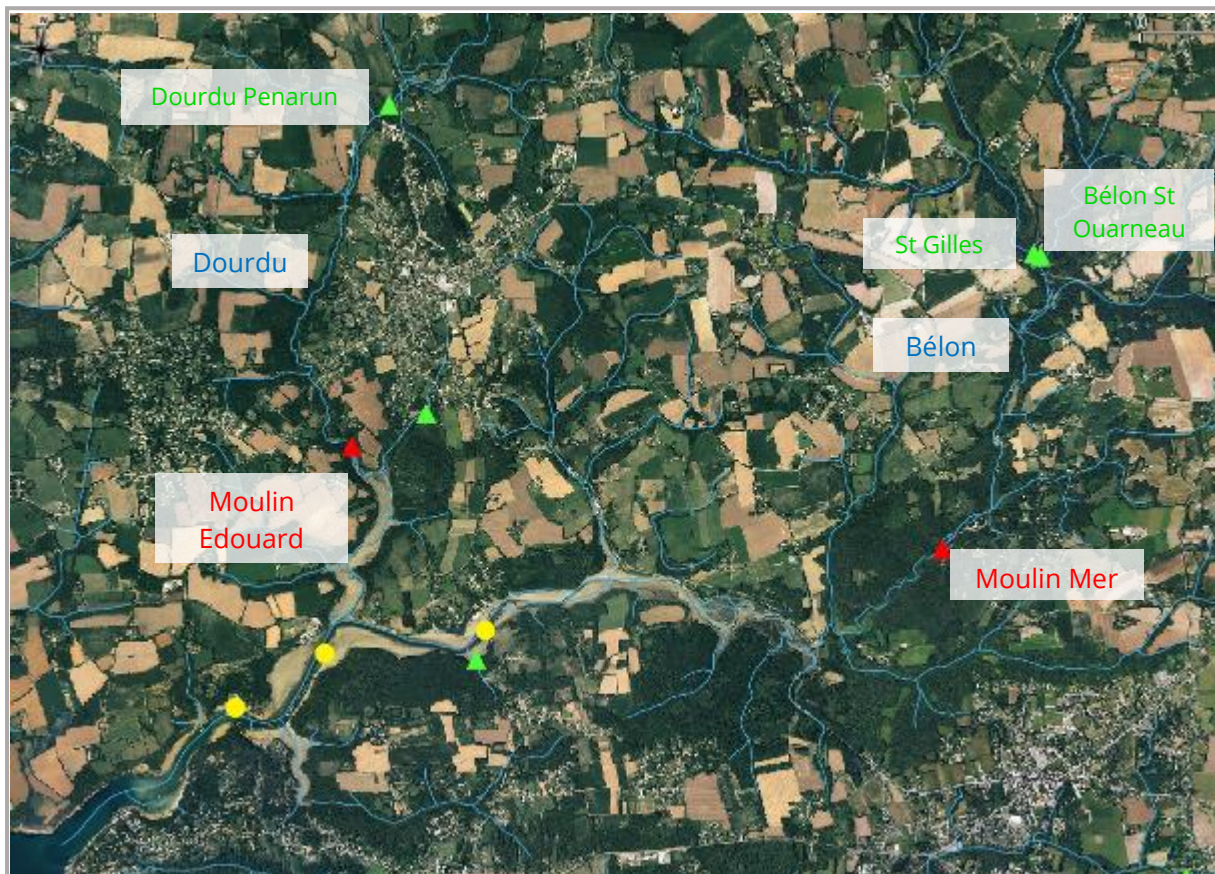 Dourdu Penarun
Bélon St
Ouarneau
St Gilles
Dourdu
Bélon
Moulin
Edouard
Moulin Mer